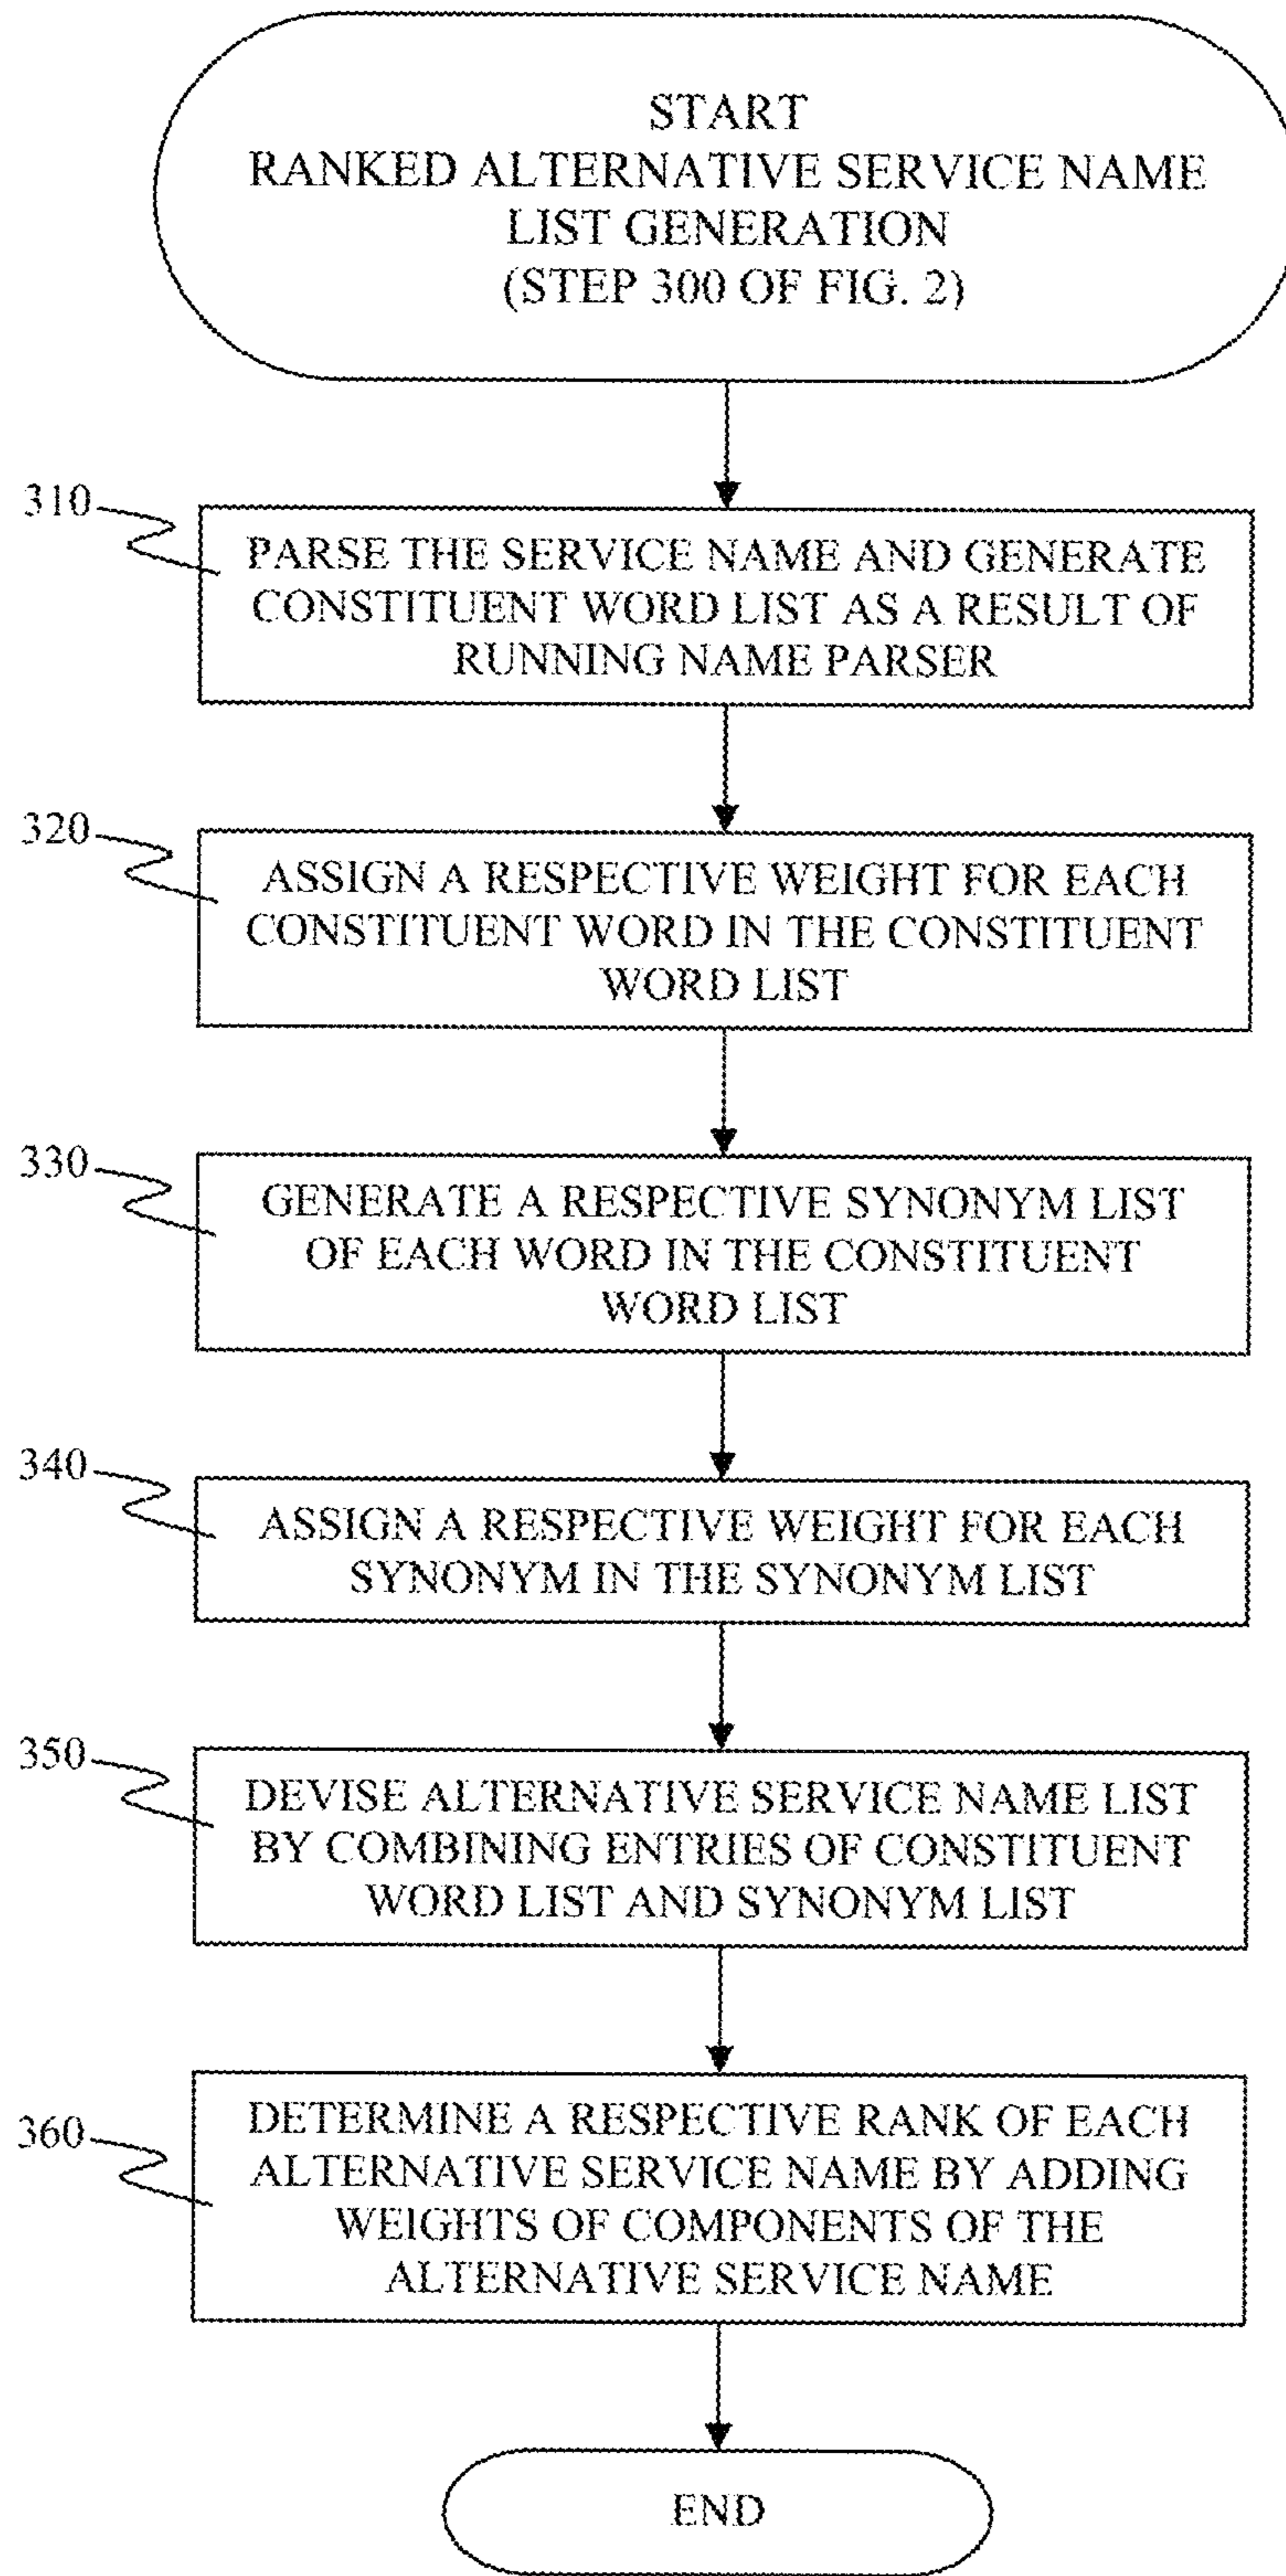 START
RANKED ALTERNATIVE SERVICE NAME
LIST GENERATION
(STEP 300 OF FIG. 2)
310
PARSE THE SERVICE NAME AND GENERATE
CONSTITUENT WORD LIST AS A RESULT OF
RUNNING NAME PARSER
320
ASSIGN A RESPECTIVE WEIGHT FOR EACH
CONSTITUENT WORD IN THE CONSTITUENT
WORD LIST
330
GENERATE A RESPECTIVE SYNONYM LIST
OF EACH WORD IN THE CONSTITUENT
WORD LIST
340
ASSIGN A RESPECTIVE WEIGHT FOR EACH
SYNONYM IN THE SYNONYM LIST
350
DEVISE ALTERNATIVE SERVICE NAME LIST
BY COMBINING ENTRIES OF CONSTITUENT
WORD LIST AND SYNONYM LIST
360
DETERMINE A RESPECTIVE RANK OF EACH
ALTERNATIVE SERVICE NAME BY ADDING
WEIGHTS OF COMPONENTS OF THE
ALTERNATIVE SERVICE NAME
END